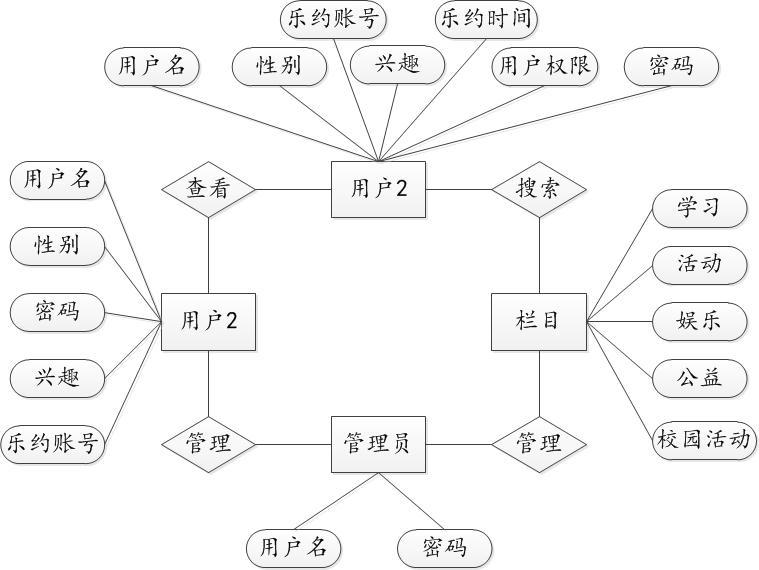 乐约账号
乐约时间
用户名
性别
兴趣
用户权限
密码
用户名
查看
用户2
搜索
学习
性别
活动
密码
用户2
栏目
娱乐
兴趣
公益
乐约账号
管理
管理员
管理
校园活动
用户名
密码